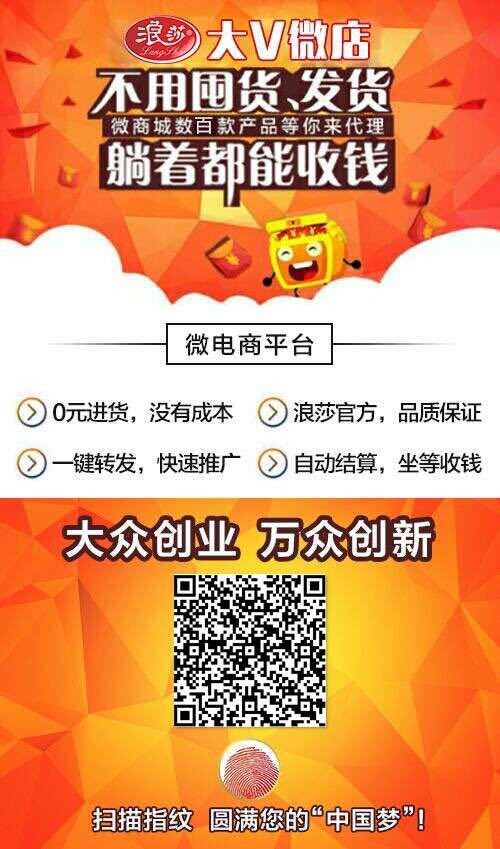 浪莎
LangSha
大V微店
不用囤货、发货
微商城数百款产品等你来代理
躺着都能收钱
微电商平台
0元进货，没有成本
浪莎官方，品质保证
一键转发，快速推广
自动结算，坐等收钱
大众创业 万众创新
扫描指纹 圆满您的“中国梦”！